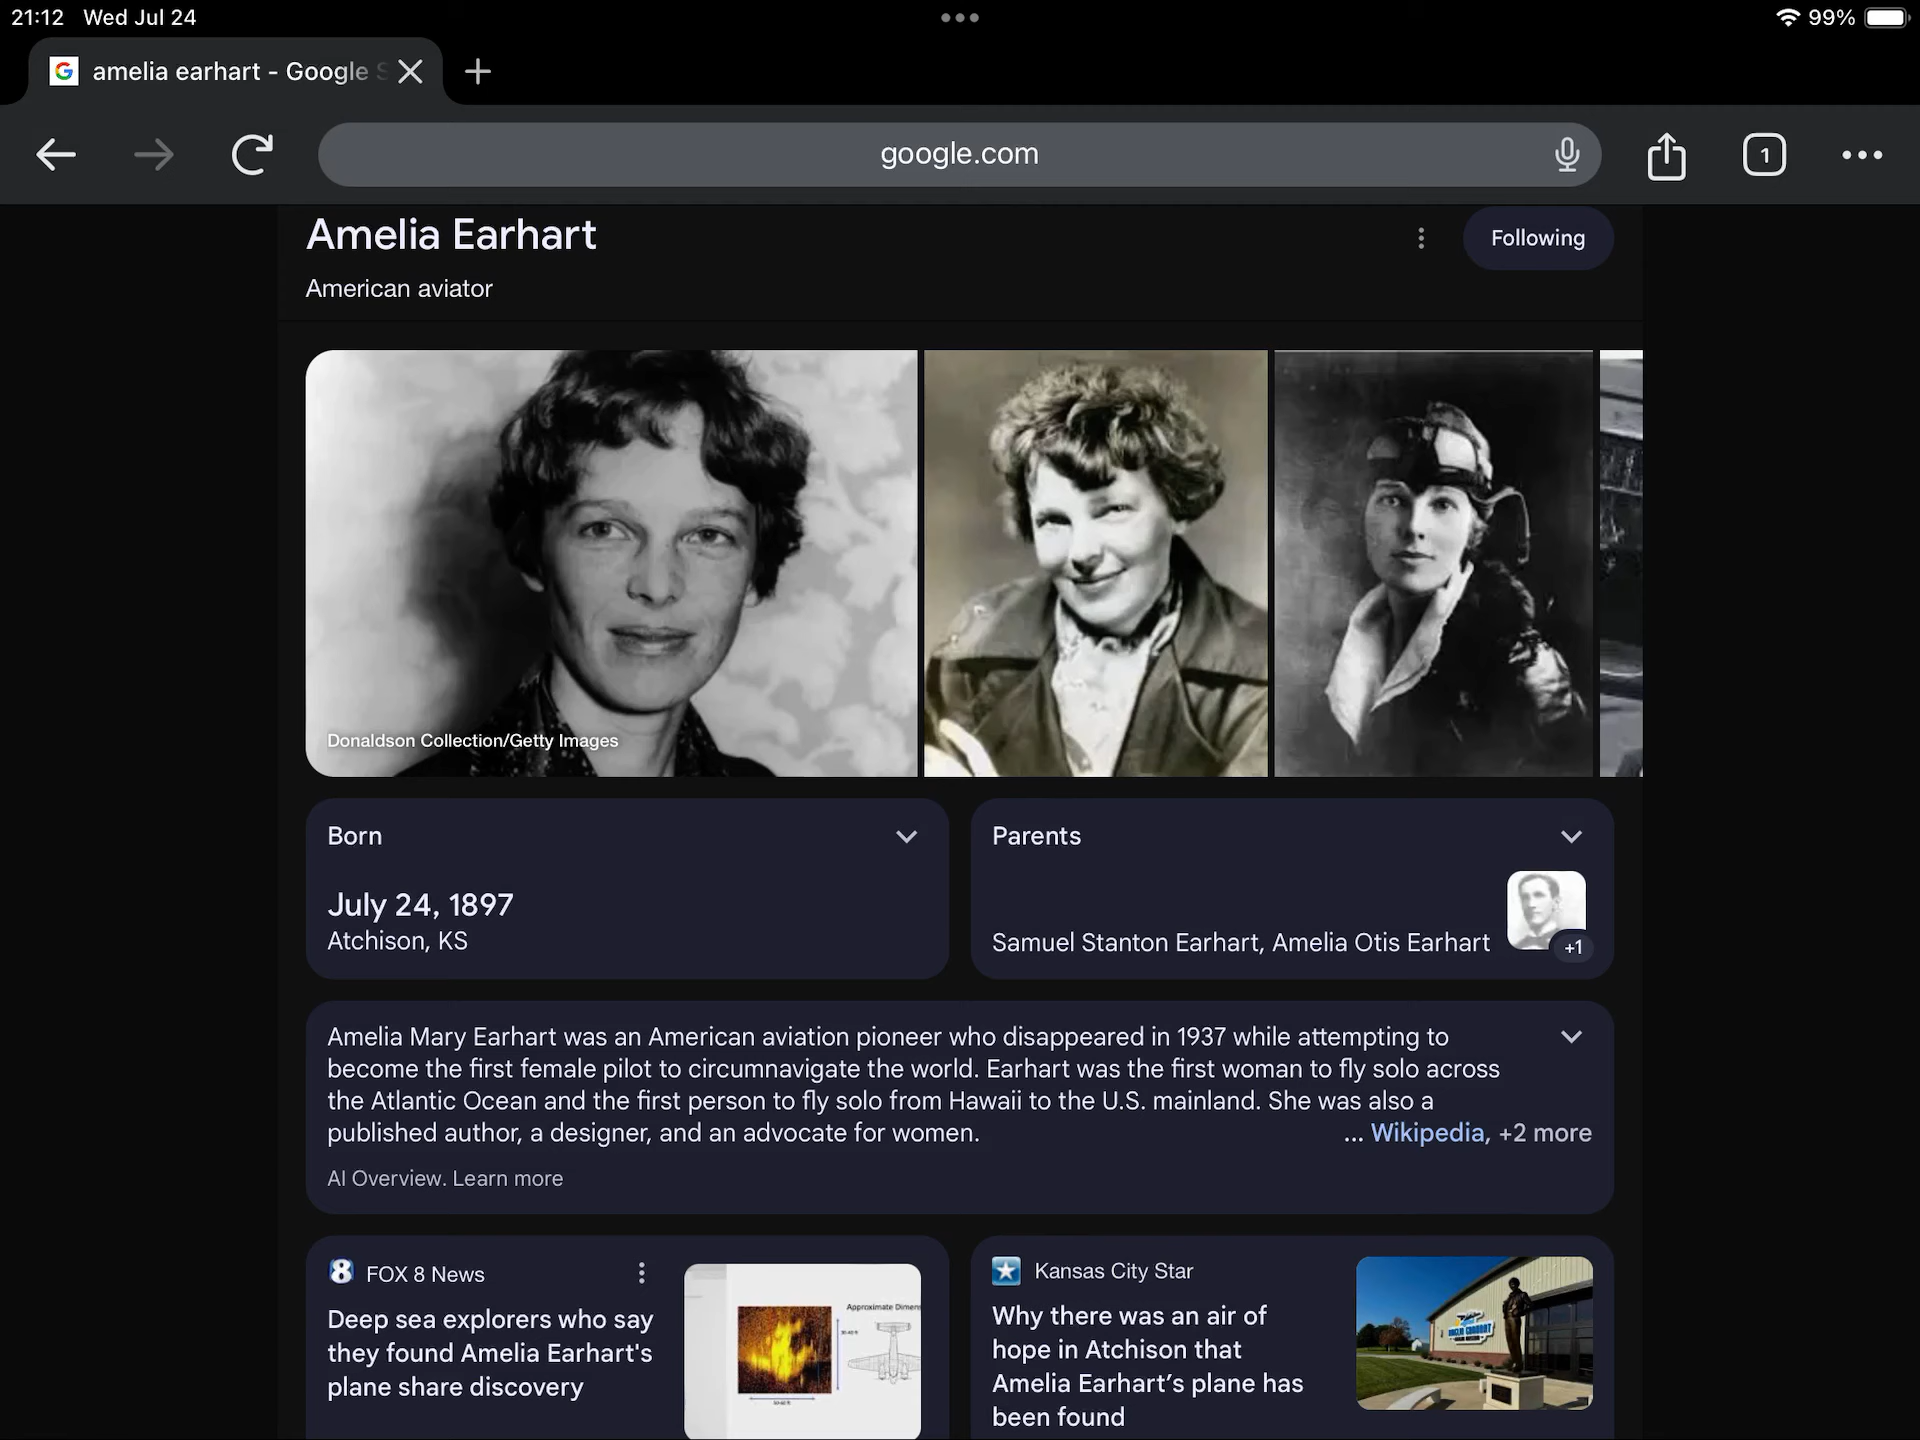 21:12 Wed Jul 24
99%
amelia earhart - Google S
google.com
1
Amelia Earhart
Following
American aviator
Donaldson Collection/Getty Images
Born
July 24, 1897
Atchison, KS
Parents
Samuel Stanton Earhart, Amelia Otis Earhart
+1
Amelia Mary Earhart was an American aviation pioneer who disappeared in 1937 while attempting to
become the first female pilot to circumnavigate the world. Earhart was the first woman to fly solo across
the Atlantic Ocean and the first person to fly solo from Hawaii to the U.S. mainland. She was also a
published author, a designer, and an advocate for women. ... Wikipedia, +2 more
AI Overview. Learn more
8 FOX 8 News
Deep sea explorers who say
they found Amelia Earhart's
plane share discovery
Approximate Dimen
Kansas City Star
Why there was an air of
hope in Atchison that
Amelia Earhart’s plane has
been found